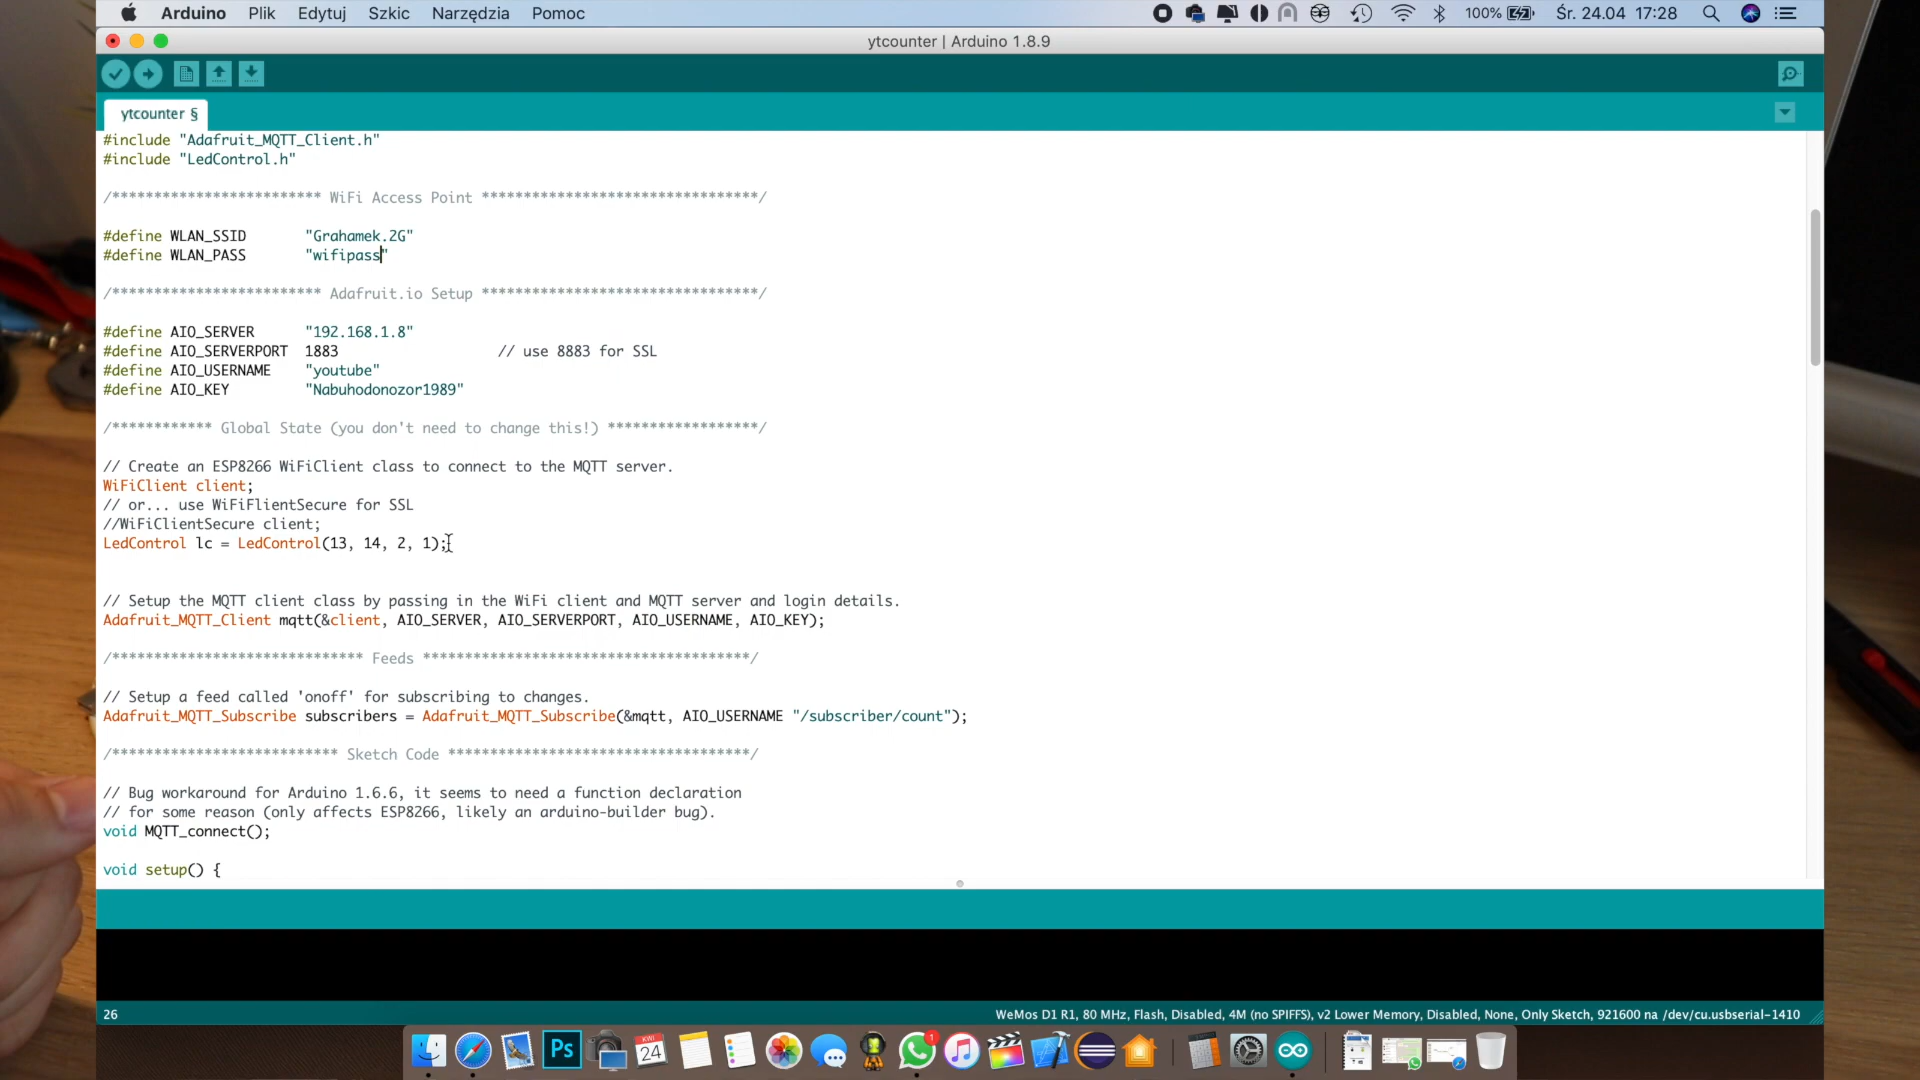 Arduino Plik Edytuj Szkic Narzędzia Pomoc 100% Śr. 24.04 17:28
ytcounter | Arduino 1.8.9
ytcounter §
#include "Adafruit_MQTT_Client.h"
#include "LedControl.h"
/************************* WiFi Access Point *********************************/
#define WLAN_SSID "Grahamek.2G"
#define WLAN_PASS "wifipass"
/************************* Adafruit.io Setup *********************************/
#define AIO_SERVER "192.168.1.8"
#define AIO_SERVERPORT 1883 // use 8883 for SSL
#define AIO_USERNAME "youtube"
#define AIO_KEY "Nabuhodonozor1989"
/************ Global State (you don't need to change this!) ******************/
// Create an ESP8266 WiFiClient class to connect to the MQTT server.
WiFiClient client;
// or... use WiFiFlientSecure for SSL
//WiFiClientSecure client;
LedControl lc = LedControl(13, 14, 2, 1);
// Setup the MQTT client class by passing in the WiFi client and MQTT server and login details.
Adafruit_MQTT_Client mqtt(&client, AIO_SERVER, AIO_SERVERPORT, AIO_USERNAME, AIO_KEY);
/****************************** Feeds ***************************************/
// Setup a feed called 'onoff' for subscribing to changes.
Adafruit_MQTT_Subscribe subscribers = Adafruit_MQTT_Subscribe(&mqtt, AIO_USERNAME "/subscriber/count");
/*************************** Sketch Code ************************************/
// Bug workaround for Arduino 1.6.6, it seems to need a function declaration
// for some reason (only affects ESP8266, likely an arduino-builder bug).
void MQTT_connect();
void setup() {
26 WeMos D1 R1, 80 MHz, Flash, Disabled, 4M (no SPIFFS), v2 Lower Memory, Disabled, None, Only Sketch, 921600 na /dev/cu.usbserial-1410
Ps
KWI
24
1